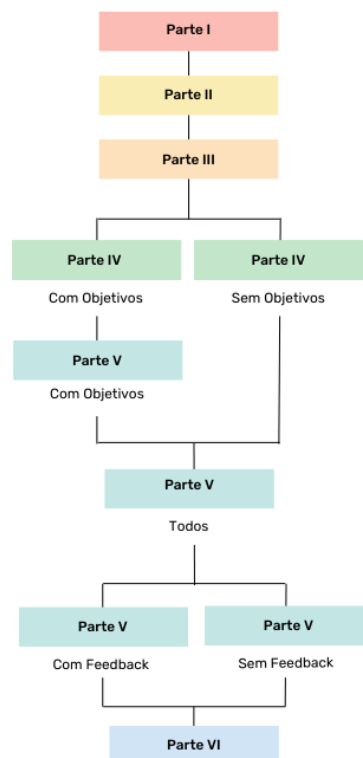 Parte I
Parte II
Parte III
Parte IV
Parte IV
Com Objetivos
Sem Objetivos
Parte V
Com Objetivos
Parte V
Todos
Parte V
Parte V
Com Feedback
Sem Feedback
Parte VI